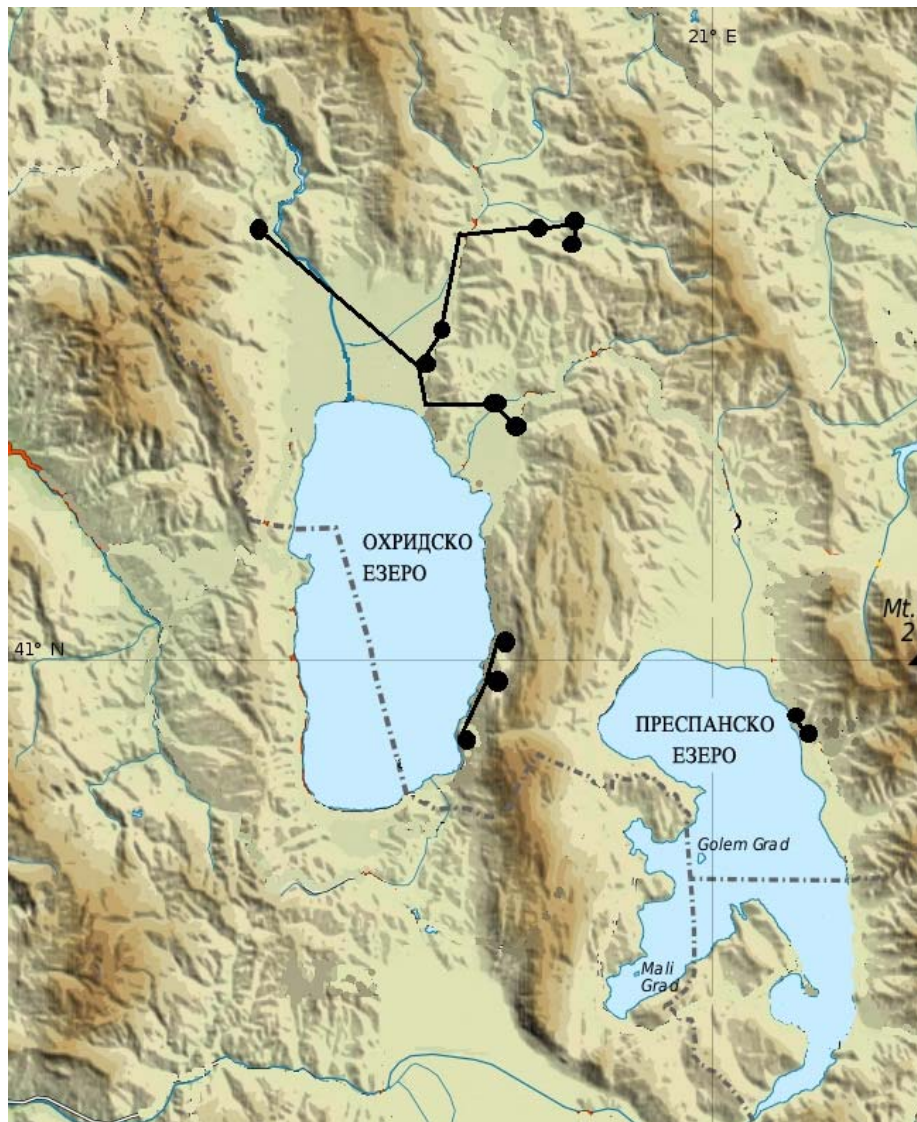 21° E
ОХРИДСКО
ЕЗЕРО
Mt.
2
41° N
ПРЕСПАНСКО
ЕЗЕРО
Golem Grad
Mali
Grad